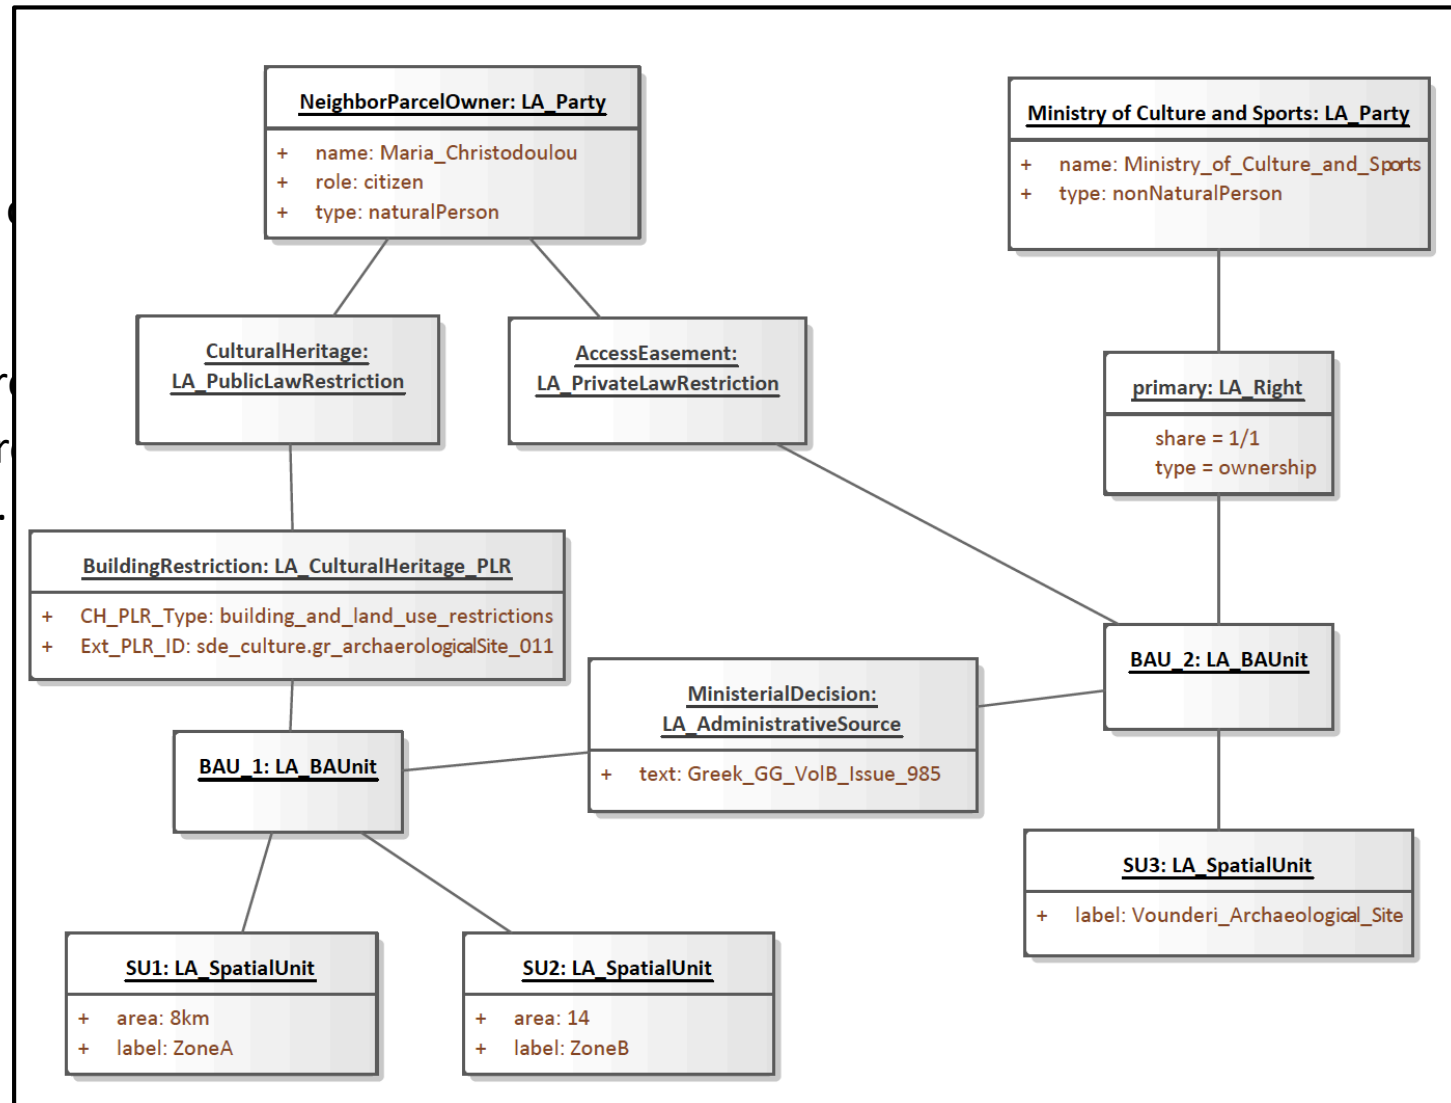 NeighborParcelOwner: LA_Party
+ name: Maria_Christodoulou
+ role: citizen
+ type: naturalPerson
Ministry of Culture and Sports: LA_Party
+ name: Ministry_of_Culture_and_Sports
+ type: nonNaturalPerson
CulturalHeritage:
LA_PublicLawRestriction
AccessEasement:
LA_PrivateLawRestriction
primary: LA_Right
share = 1/1
type = ownership
BuildingRestriction: LA_CulturalHeritage_PLR
+ CH_PLR_Type: building_and_land_use_restrictions
+ Ext_PLR_ID: sde_culture.gr_archaerologicalSite_011
MinisterialDecision:
LA_AdministrativeSource
+ text: Greek_GG_VolB_Issue_985
BAU_2: LA_BAUnit
BAU_1: LA_BAUnit
SU3: LA_SpatialUnit
+ label: Vounderi_Archaeological_Site
SU1: LA_SpatialUnit
+ area: 8km
+ label: ZoneA
SU2: LA_SpatialUnit
+ area: 14
+ label: ZoneB